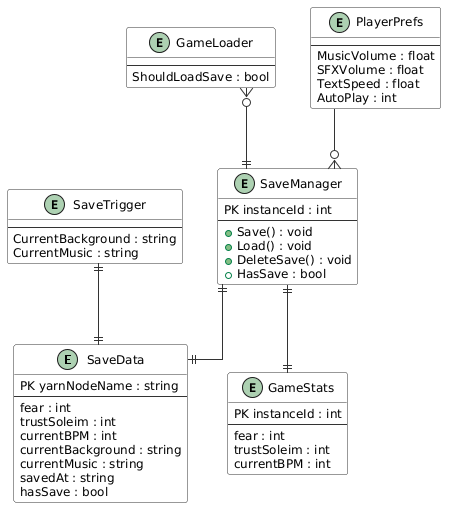 E GameLoader
ShouldLoadSave : bool
E PlayerPrefs
MusicVolume : float
SFXVolume : float
TextSpeed : float
AutoPlay : int
E SaveManager
PK instanceId : int
Save() : void
Load() : void
DeleteSave() : void
HasSave : bool
E SaveTrigger
CurrentBackground : string
CurrentMusic : string
E SaveData
PK yarnNodeName : string
fear : int
trustSoleim : int
currentBPM : int
currentBackground : string
currentMusic : string
savedAt : string
hasSave : bool
E GameStats
PK instanceId : int
fear : int
trustSoleim : int
currentBPM : int